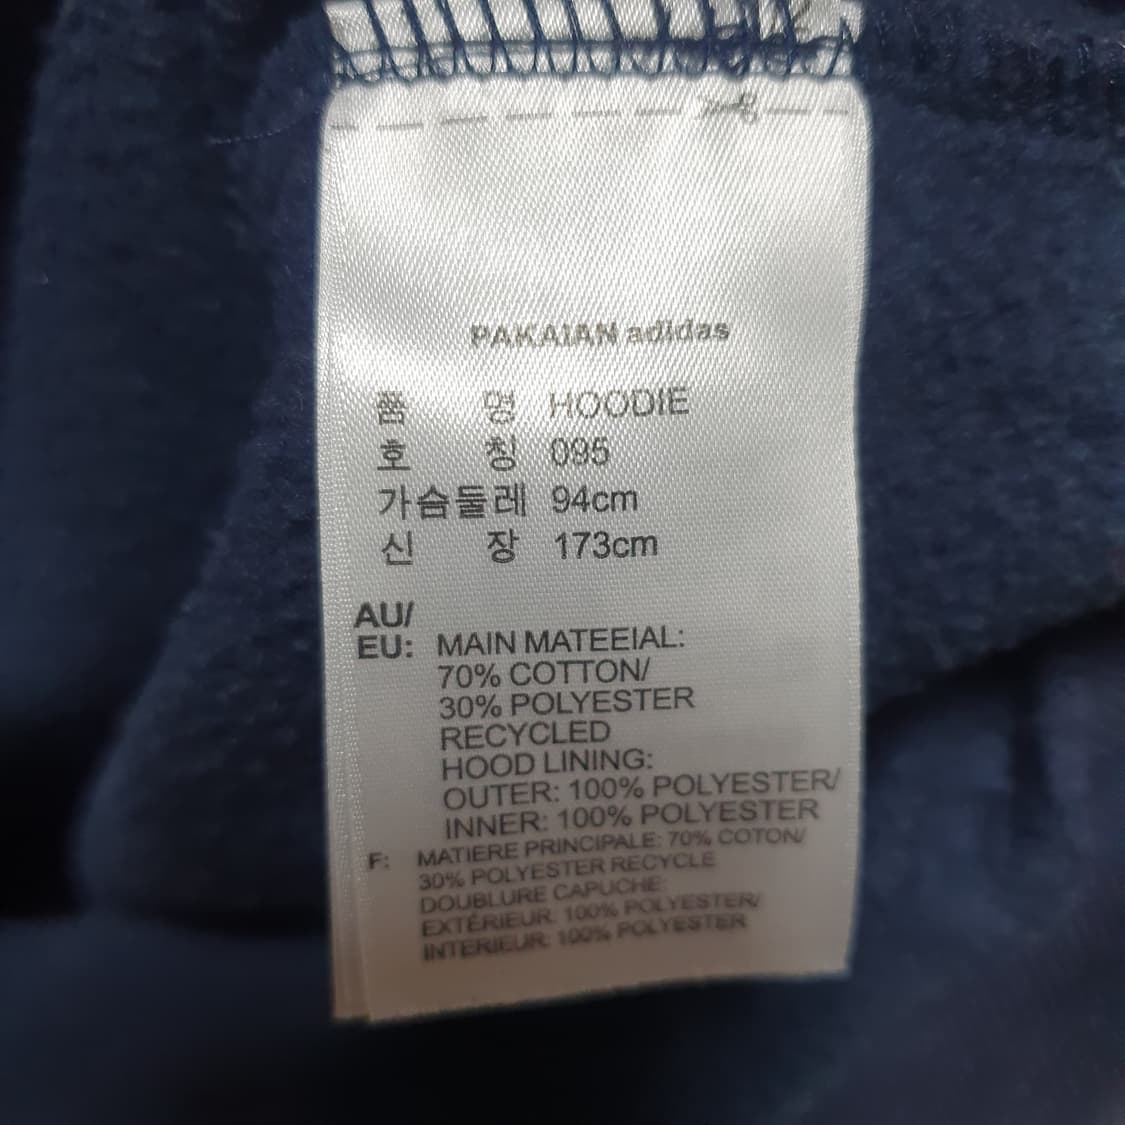 PAKAIAN adidas
품 명 HOODIE
호 칭 095
가슴둘레 94cm
신 장 173cm
AU/
EU: MAIN MATEEIAL:
70% COTTON/
30% POLYESTER
RECYCLED
HOOD LINING:
OUTER: 100% POLYESTER/
INNER: 100% POLYESTER
F: MATIERE PRINCIPALE: 70% COTON/
30% POLYESTER RECYCLE
DOUBLURE CAPUCHE:
EXTÉRIEUR: 100% POLYESTER/
INTERIEUR: 100% POLYESTER